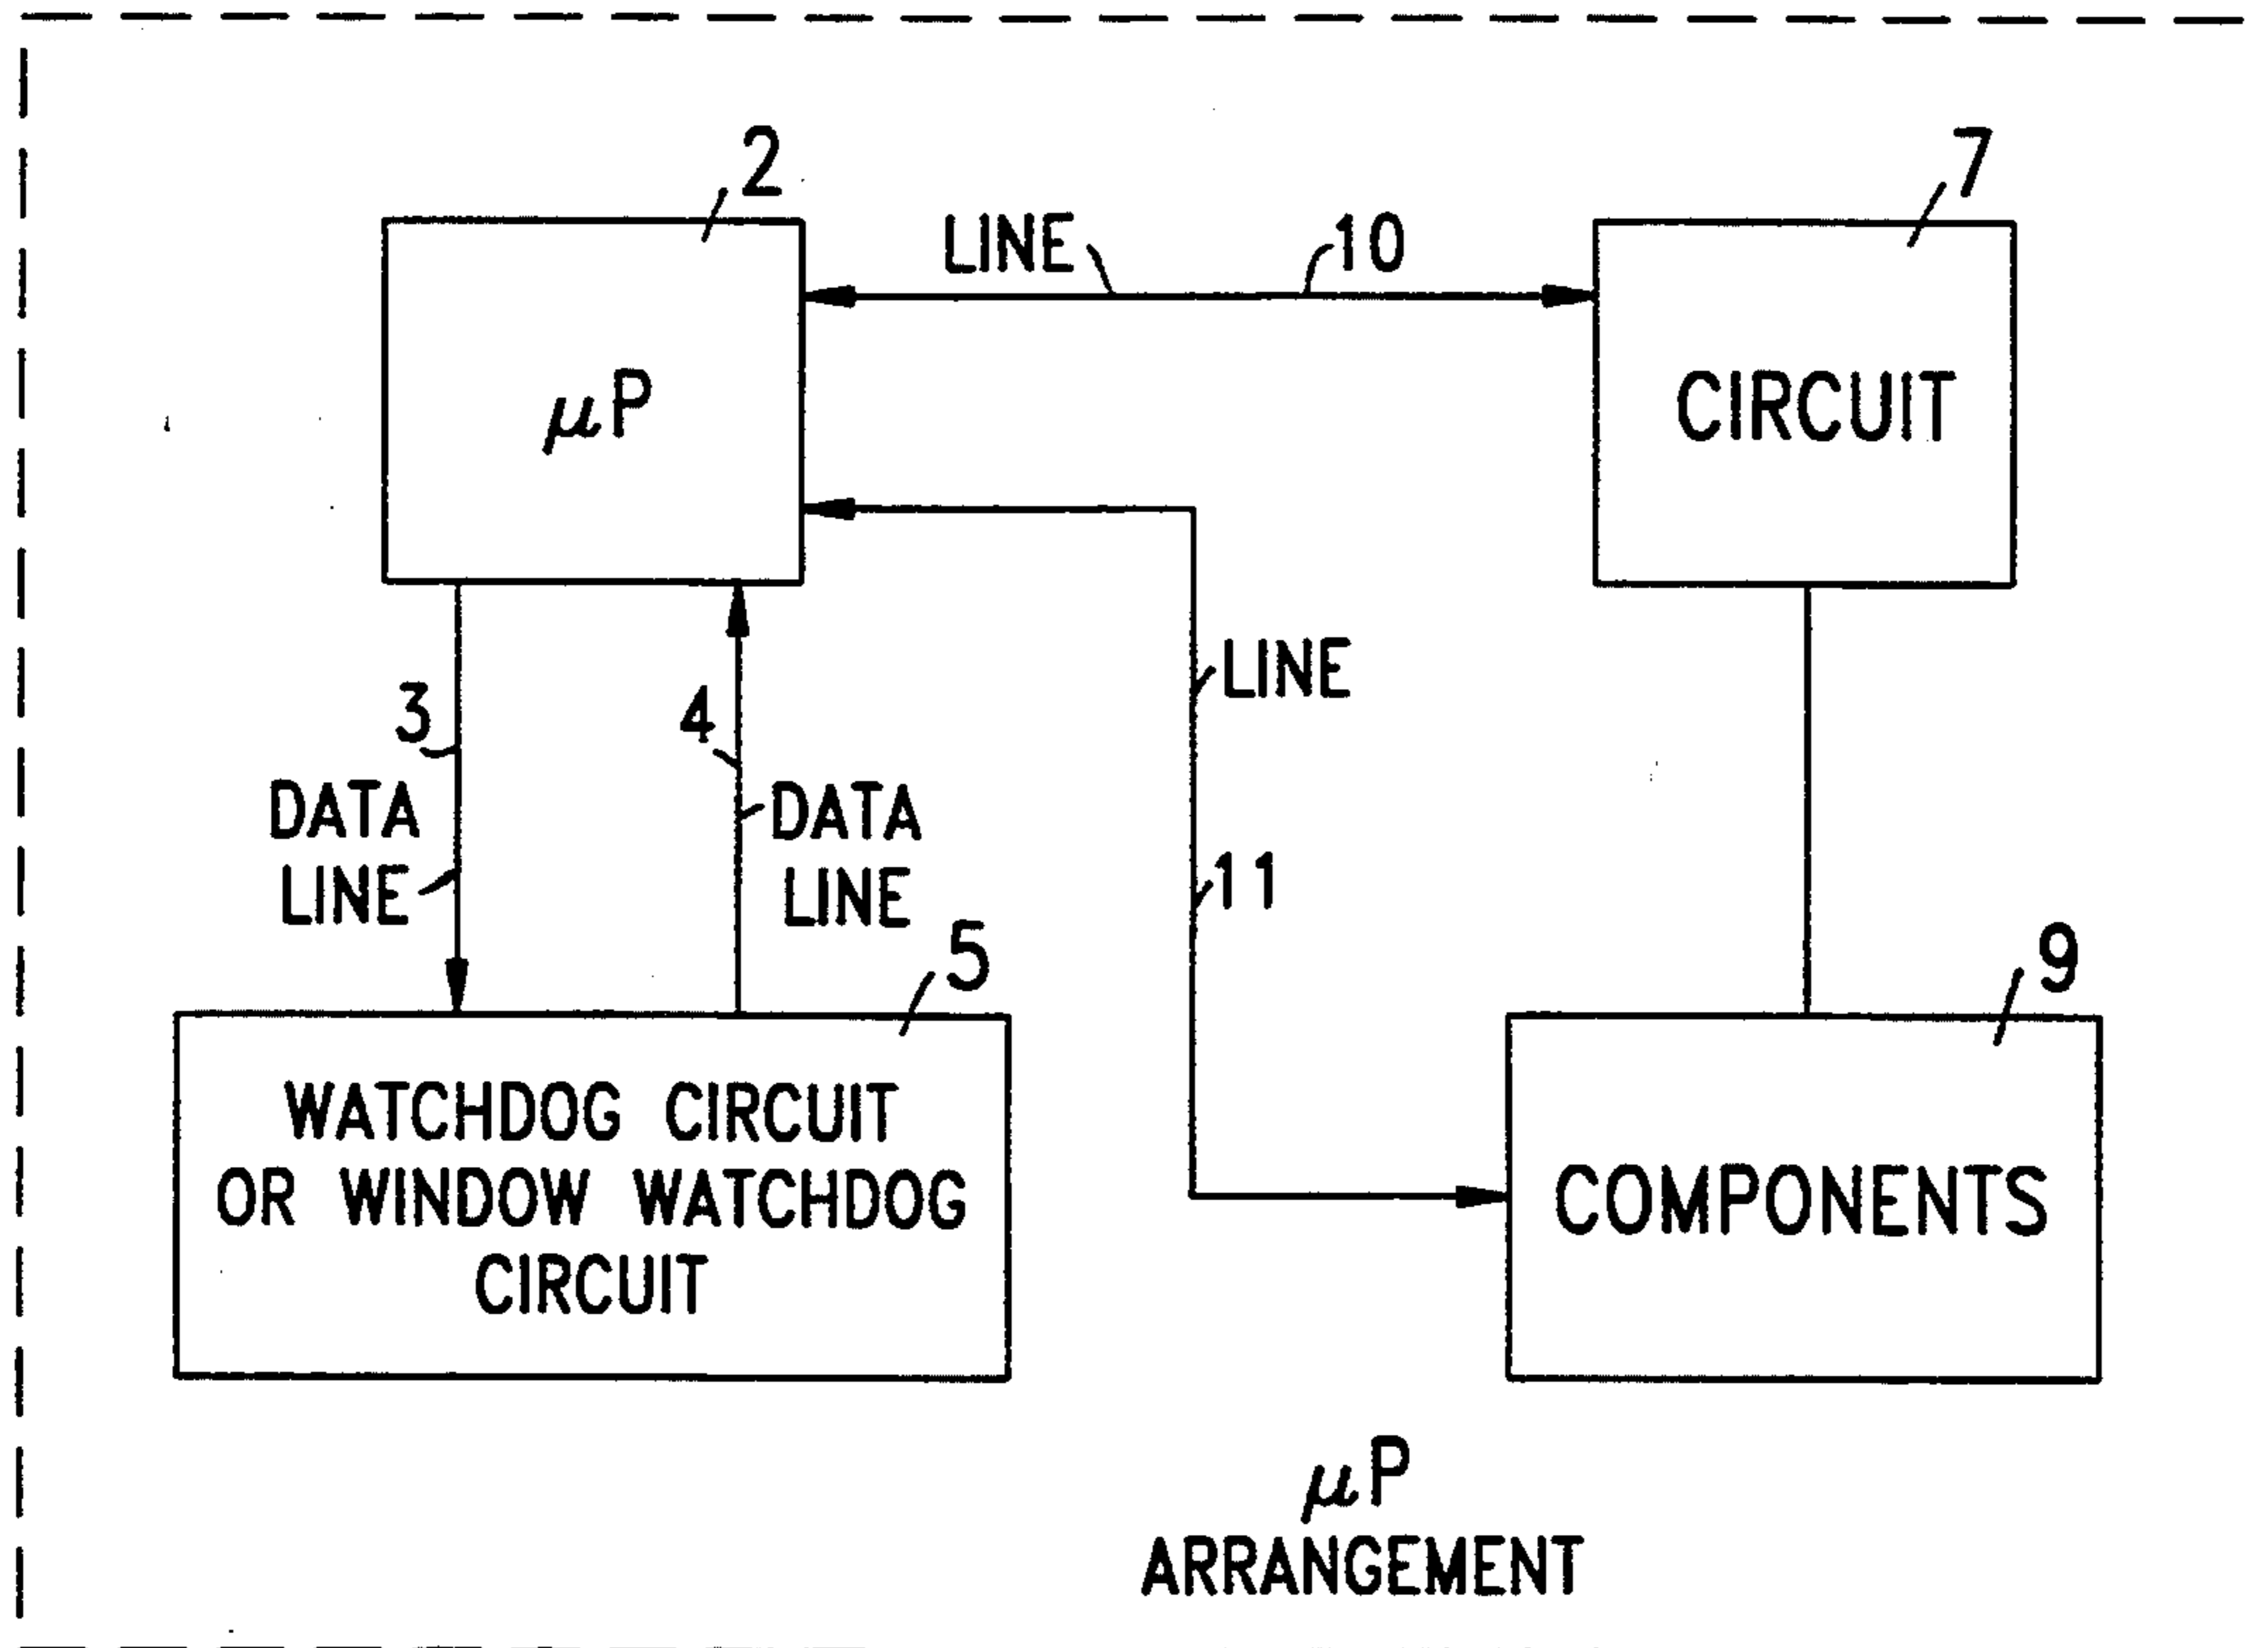 2
7
LINE
10
μP
CIRCUIT
LINE
3
4
DATA
LINE
DATA
LINE
11
5
9
WATCHDOG CIRCUIT
OR WINDOW WATCHDOG
CIRCUIT
COMPONENTS
μP
ARRANGEMENT